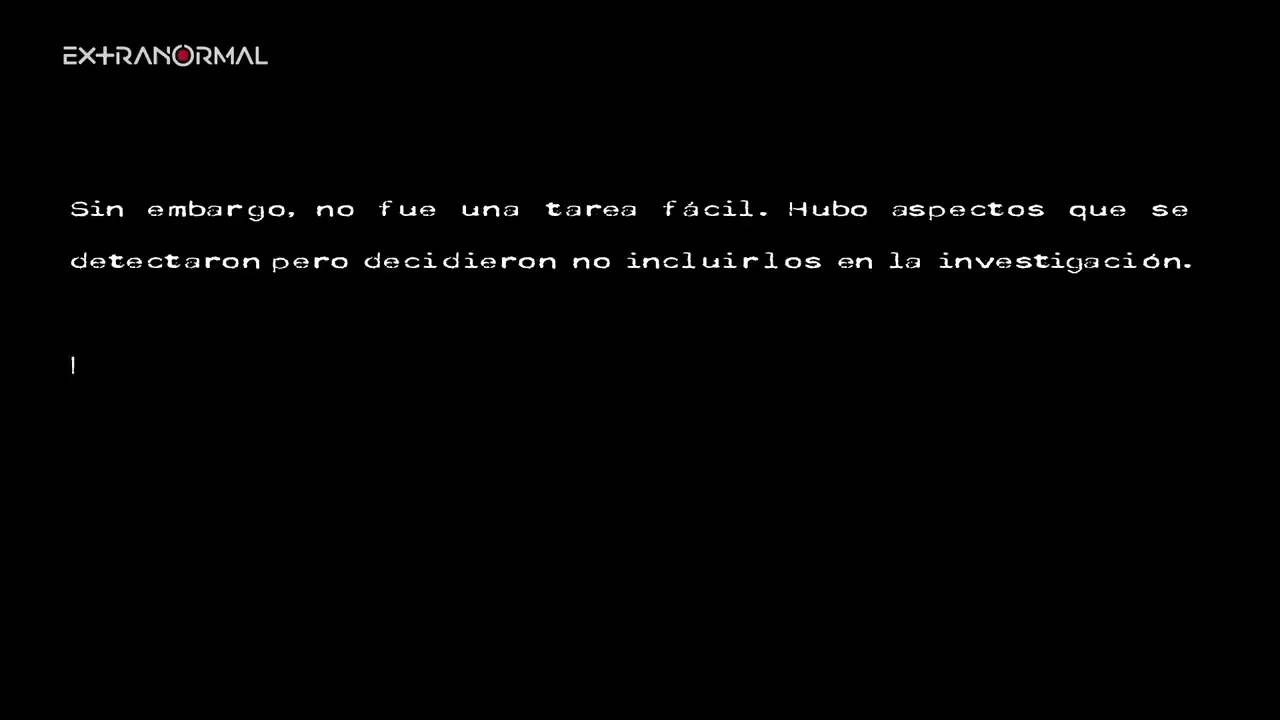 EXTRANORMAL
Sin embargo, no fue una tarea fácil. Hubo aspectos que se
detectaron pero decidieron no incluirlos en la investigación.